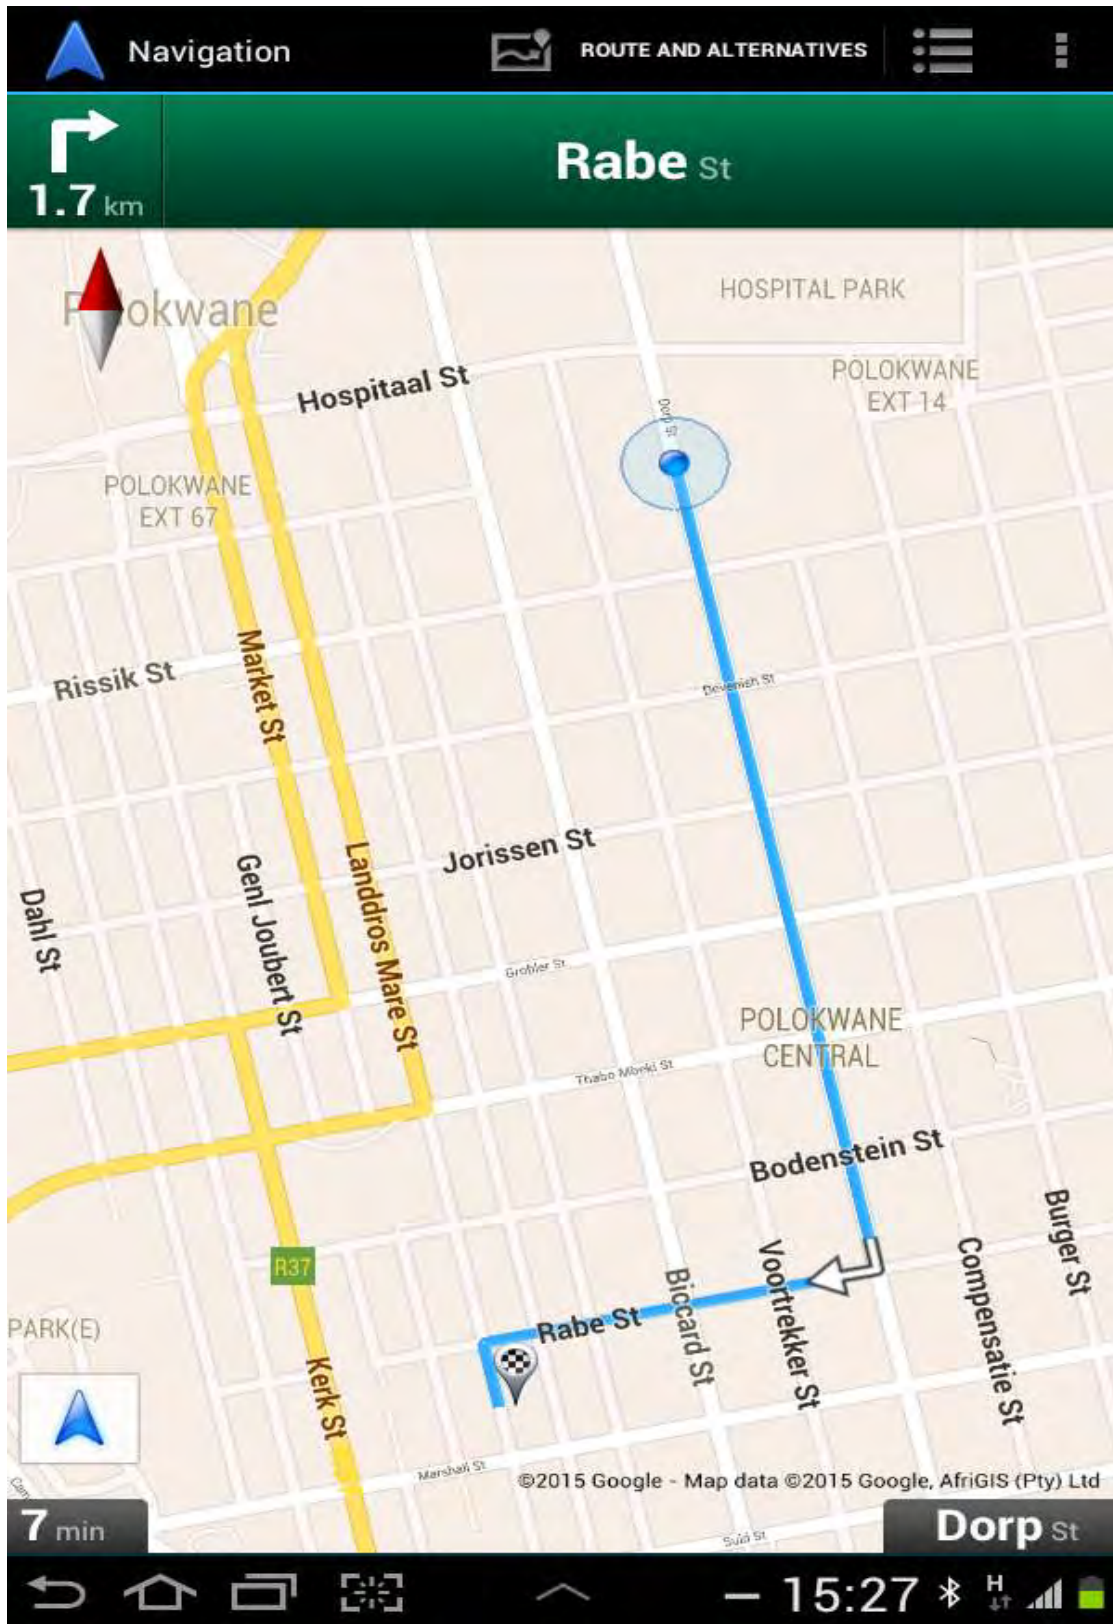 Navigation
ROUTE AND ALTERNATIVES
1.7 km
Rabe St
Polokwane
HOSPITAL PARK
Hospitaal St
POLOKWANE
EXT 14
Dorp St
POLOKWANE
EXT 67
Market St
Rissik St
Devenish St
Jorissen St
Landdros Mare St
Genl Joubert St
Dahl St
Grobler St
POLOKWANE
CENTRAL
Thabo Mbeki St
Bodenstein St
Burger St
R37
Voortrekker St
Compensatie St
Biccard St
Rabe St
PARK(E)
Kerk St
Marshall St
©2015 Google - Map data ©2015 Google, AfriGIS (Pty) Ltd
7 min
Dorp St
15:27
H